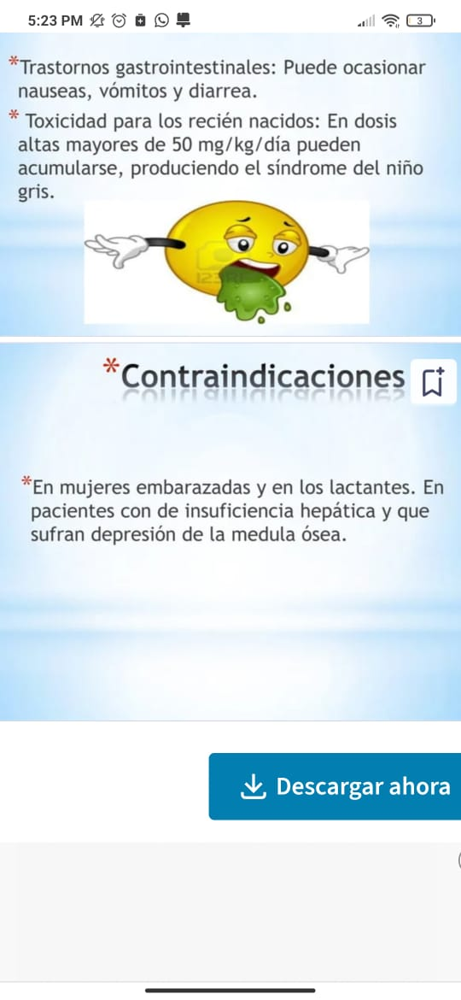 5:23 PM
3
*Trastornos gastrointestinales: Puede ocasionar
nauseas, vómitos y diarrea.
* Toxicidad para los recién nacidos: En dosis
altas mayores de 50 mg/kg/día pueden
acumularse, produciendo el síndrome del niño
gris.
*Contraindicaciones
*En mujeres embarazadas y en los lactantes. En
pacientes con de insuficiencia hepática y que
sufran depresión de la medula ósea.
Descargar ahora